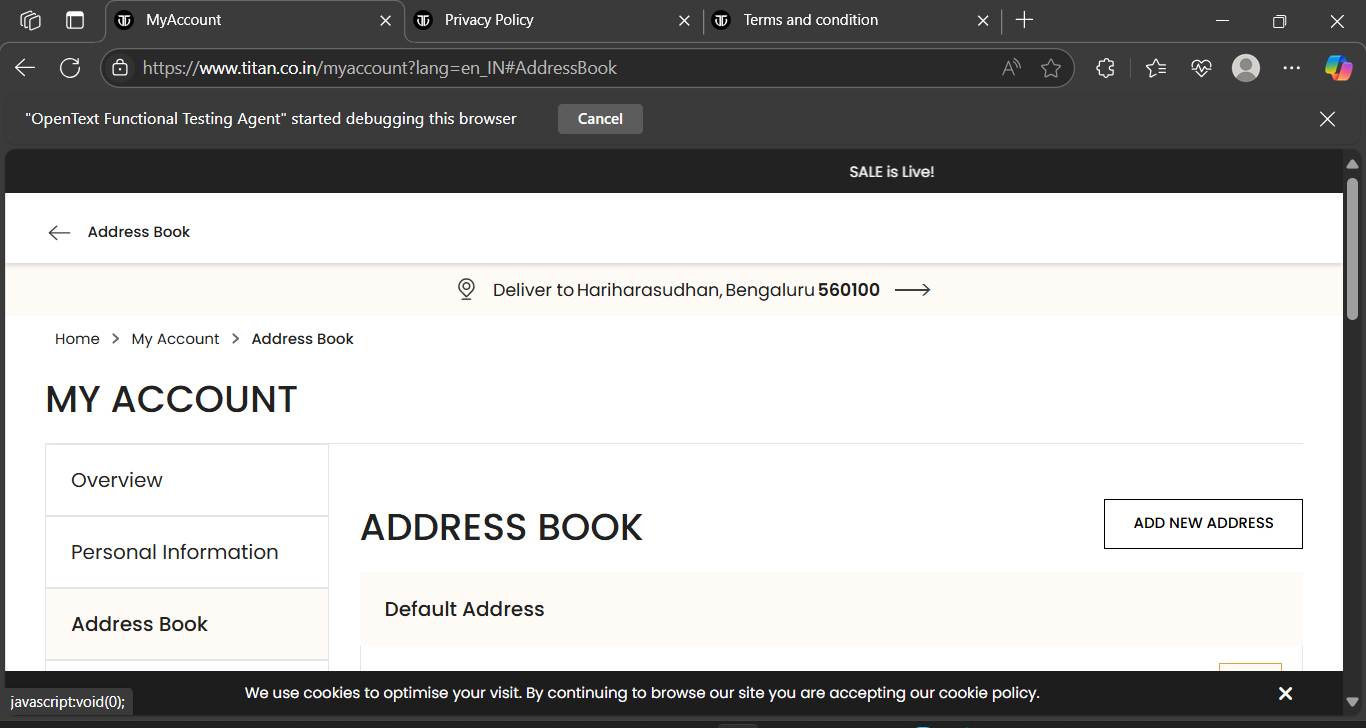 MyAccount
Privacy Policy
Terms and condition
https://www.titan.co.in/myaccount?lang=en_IN#AddressBook
"OpenText Functional Testing Agent" started debugging this browser
Cancel
SALE is Live!
Address Book
Deliver to Hariharasudhan, Bengaluru 560100
Home > My Account > Address Book
MY ACCOUNT
Overview
ADDRESS BOOK
ADD NEW ADDRESS
Personal Information
Default Address
Address Book
We use cookies to optimise your visit. By continuing to browse our site you are accepting our cookie policy.
javascript:void(0);